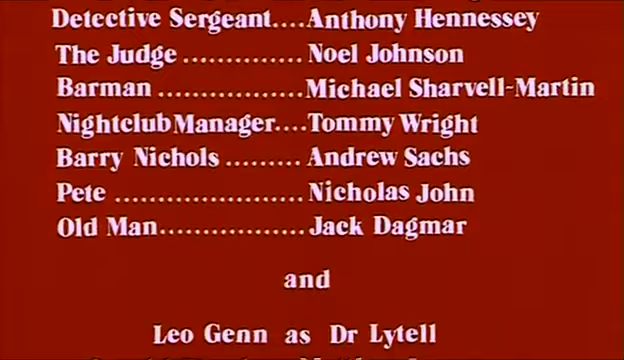 Detective Sergeant....Anthony Hennessey
The Judge ..............Noel Johnson
Barman .................Michael Sharvell-Martin
Nightclub Manager....Tommy Wright
Barry Nichols .........Andrew Sachs
Pete ......................Nicholas John
Old Man.................Jack Dagmar
and
Leo Genn as Dr Lytell